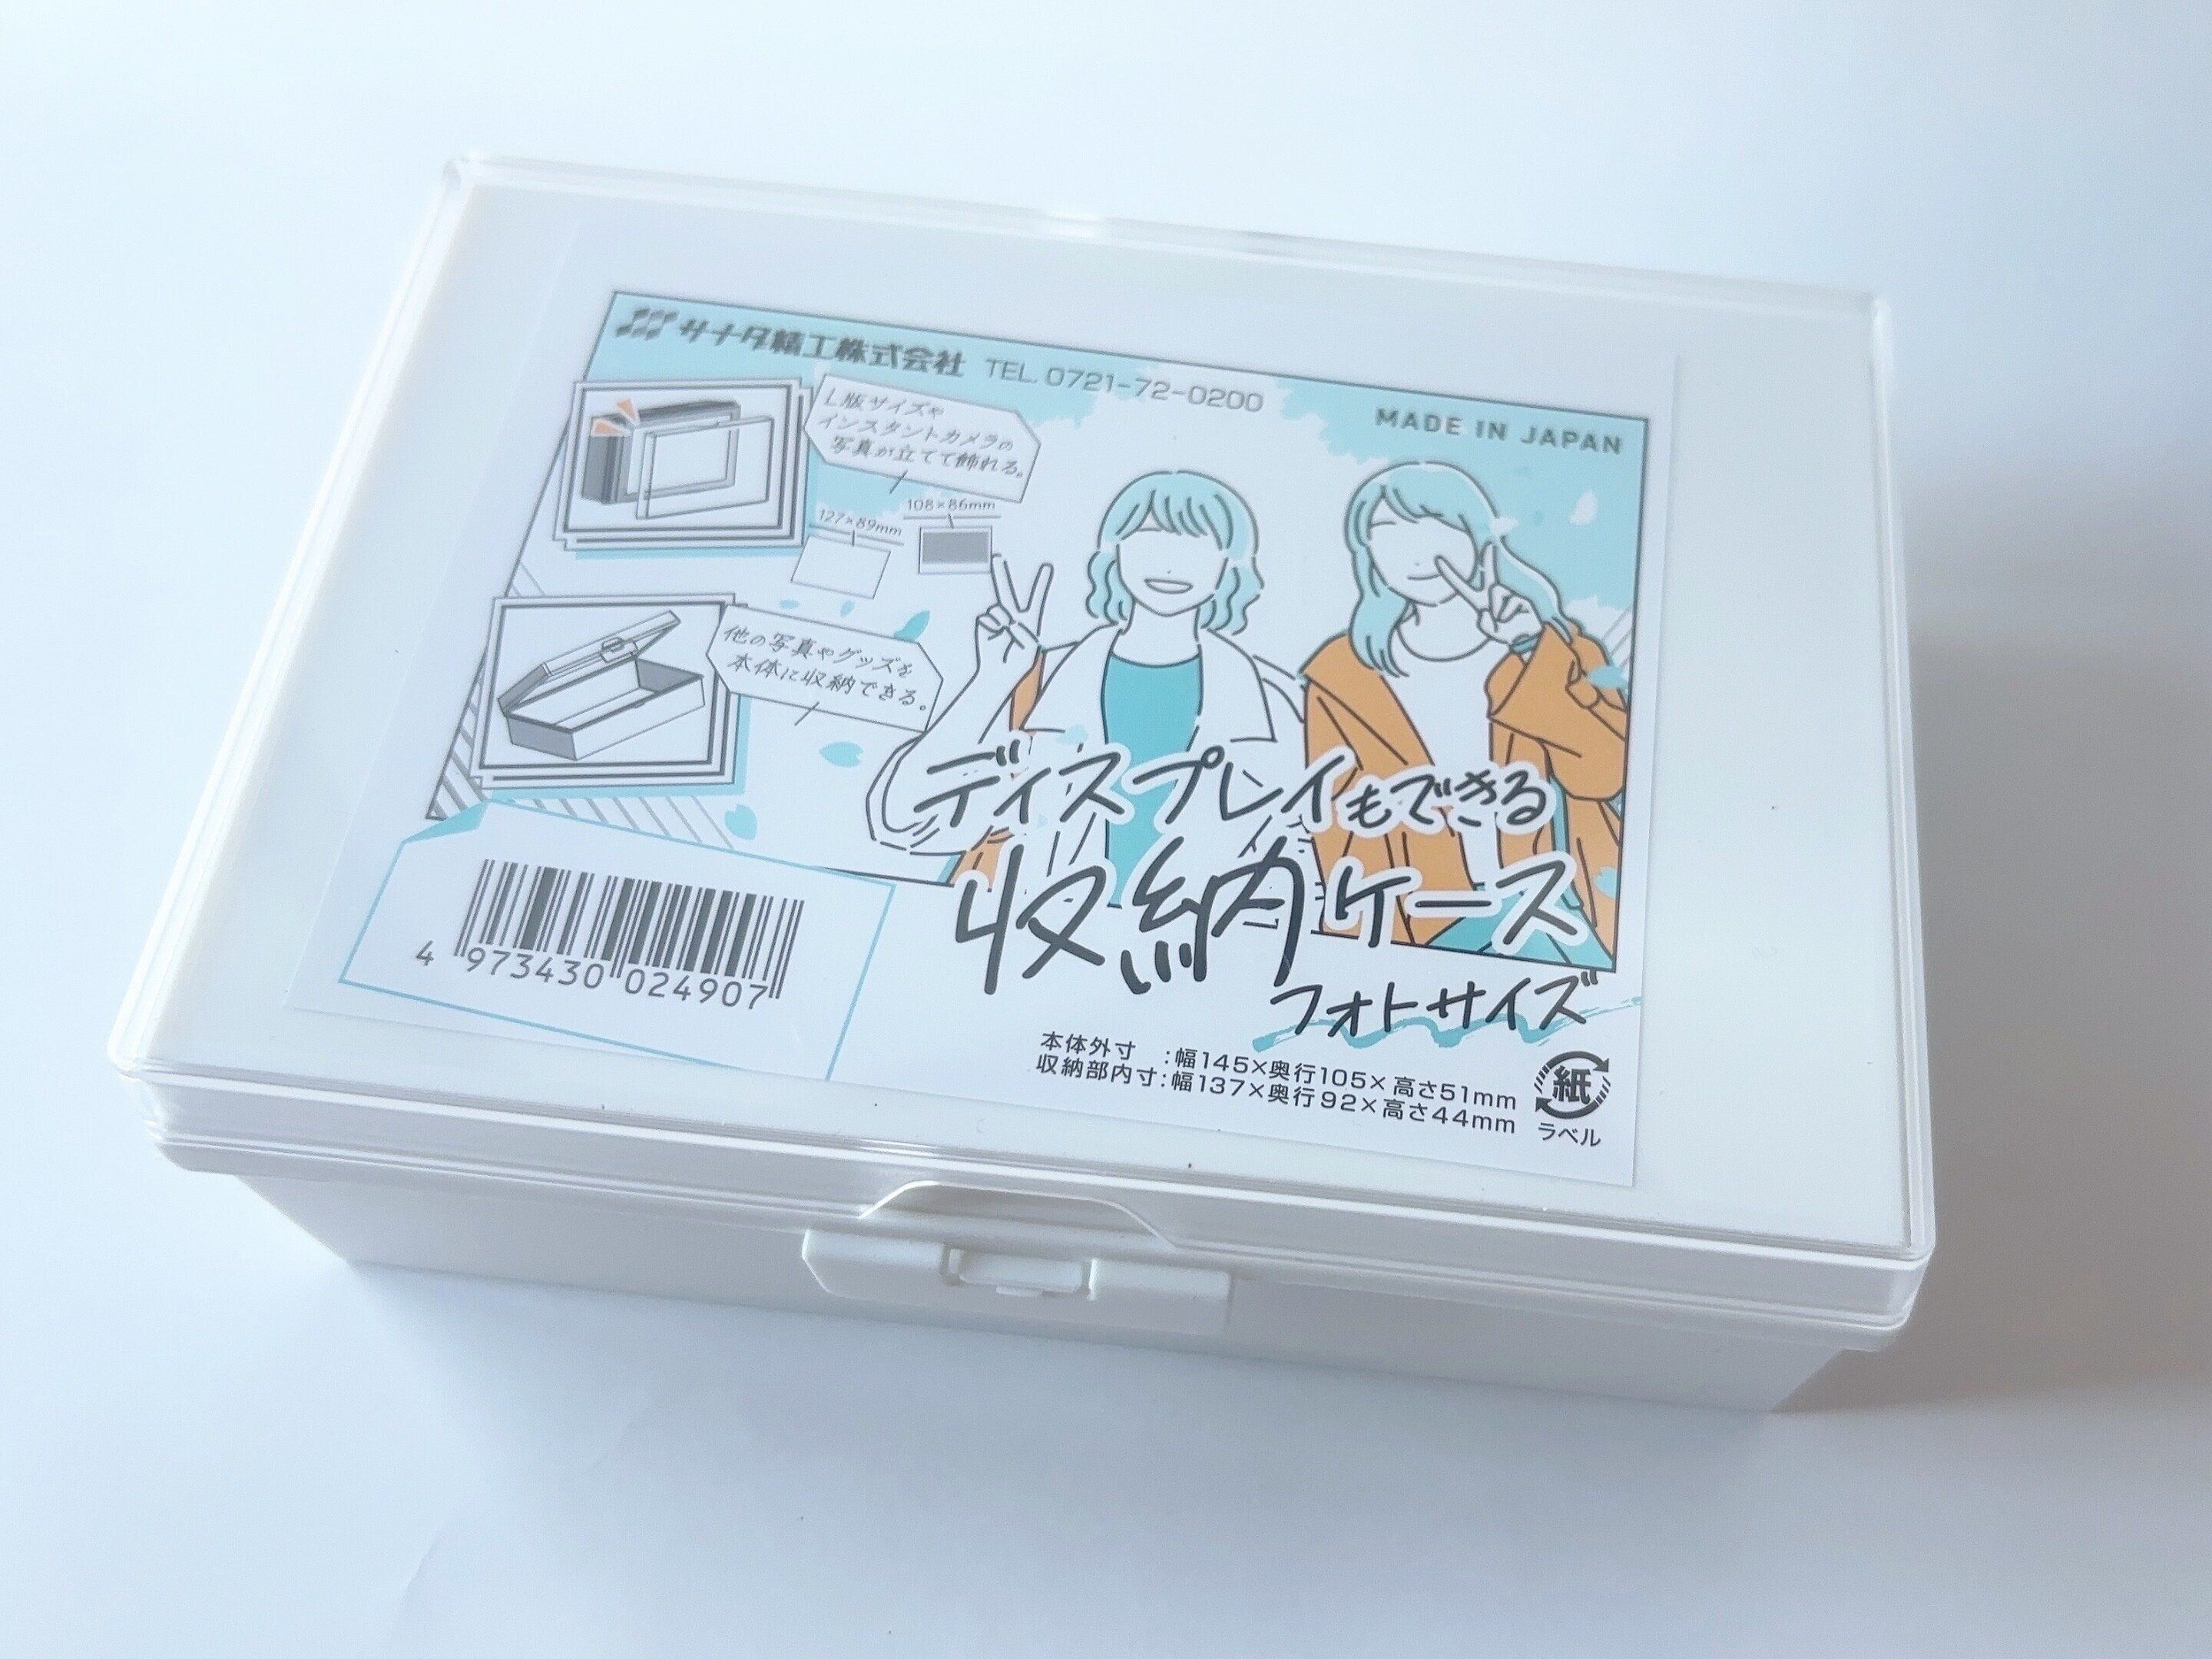 サナダ精工株式会社 TEL. 0721-72-0200
MADE IN JAPAN
L版サイズや
インスタントカメラの
写真が立てて飾れる。
127×89mm
108×86mm
他の写真やグッズを
本体に収納できる。
ディスプレイもできる
収納ケース
フォトサイズ
4 973430 024907
本体外寸 :幅145×奥行105×高さ51mm
収納部内寸:幅137×奥行92×高さ44mm
紙
ラベル